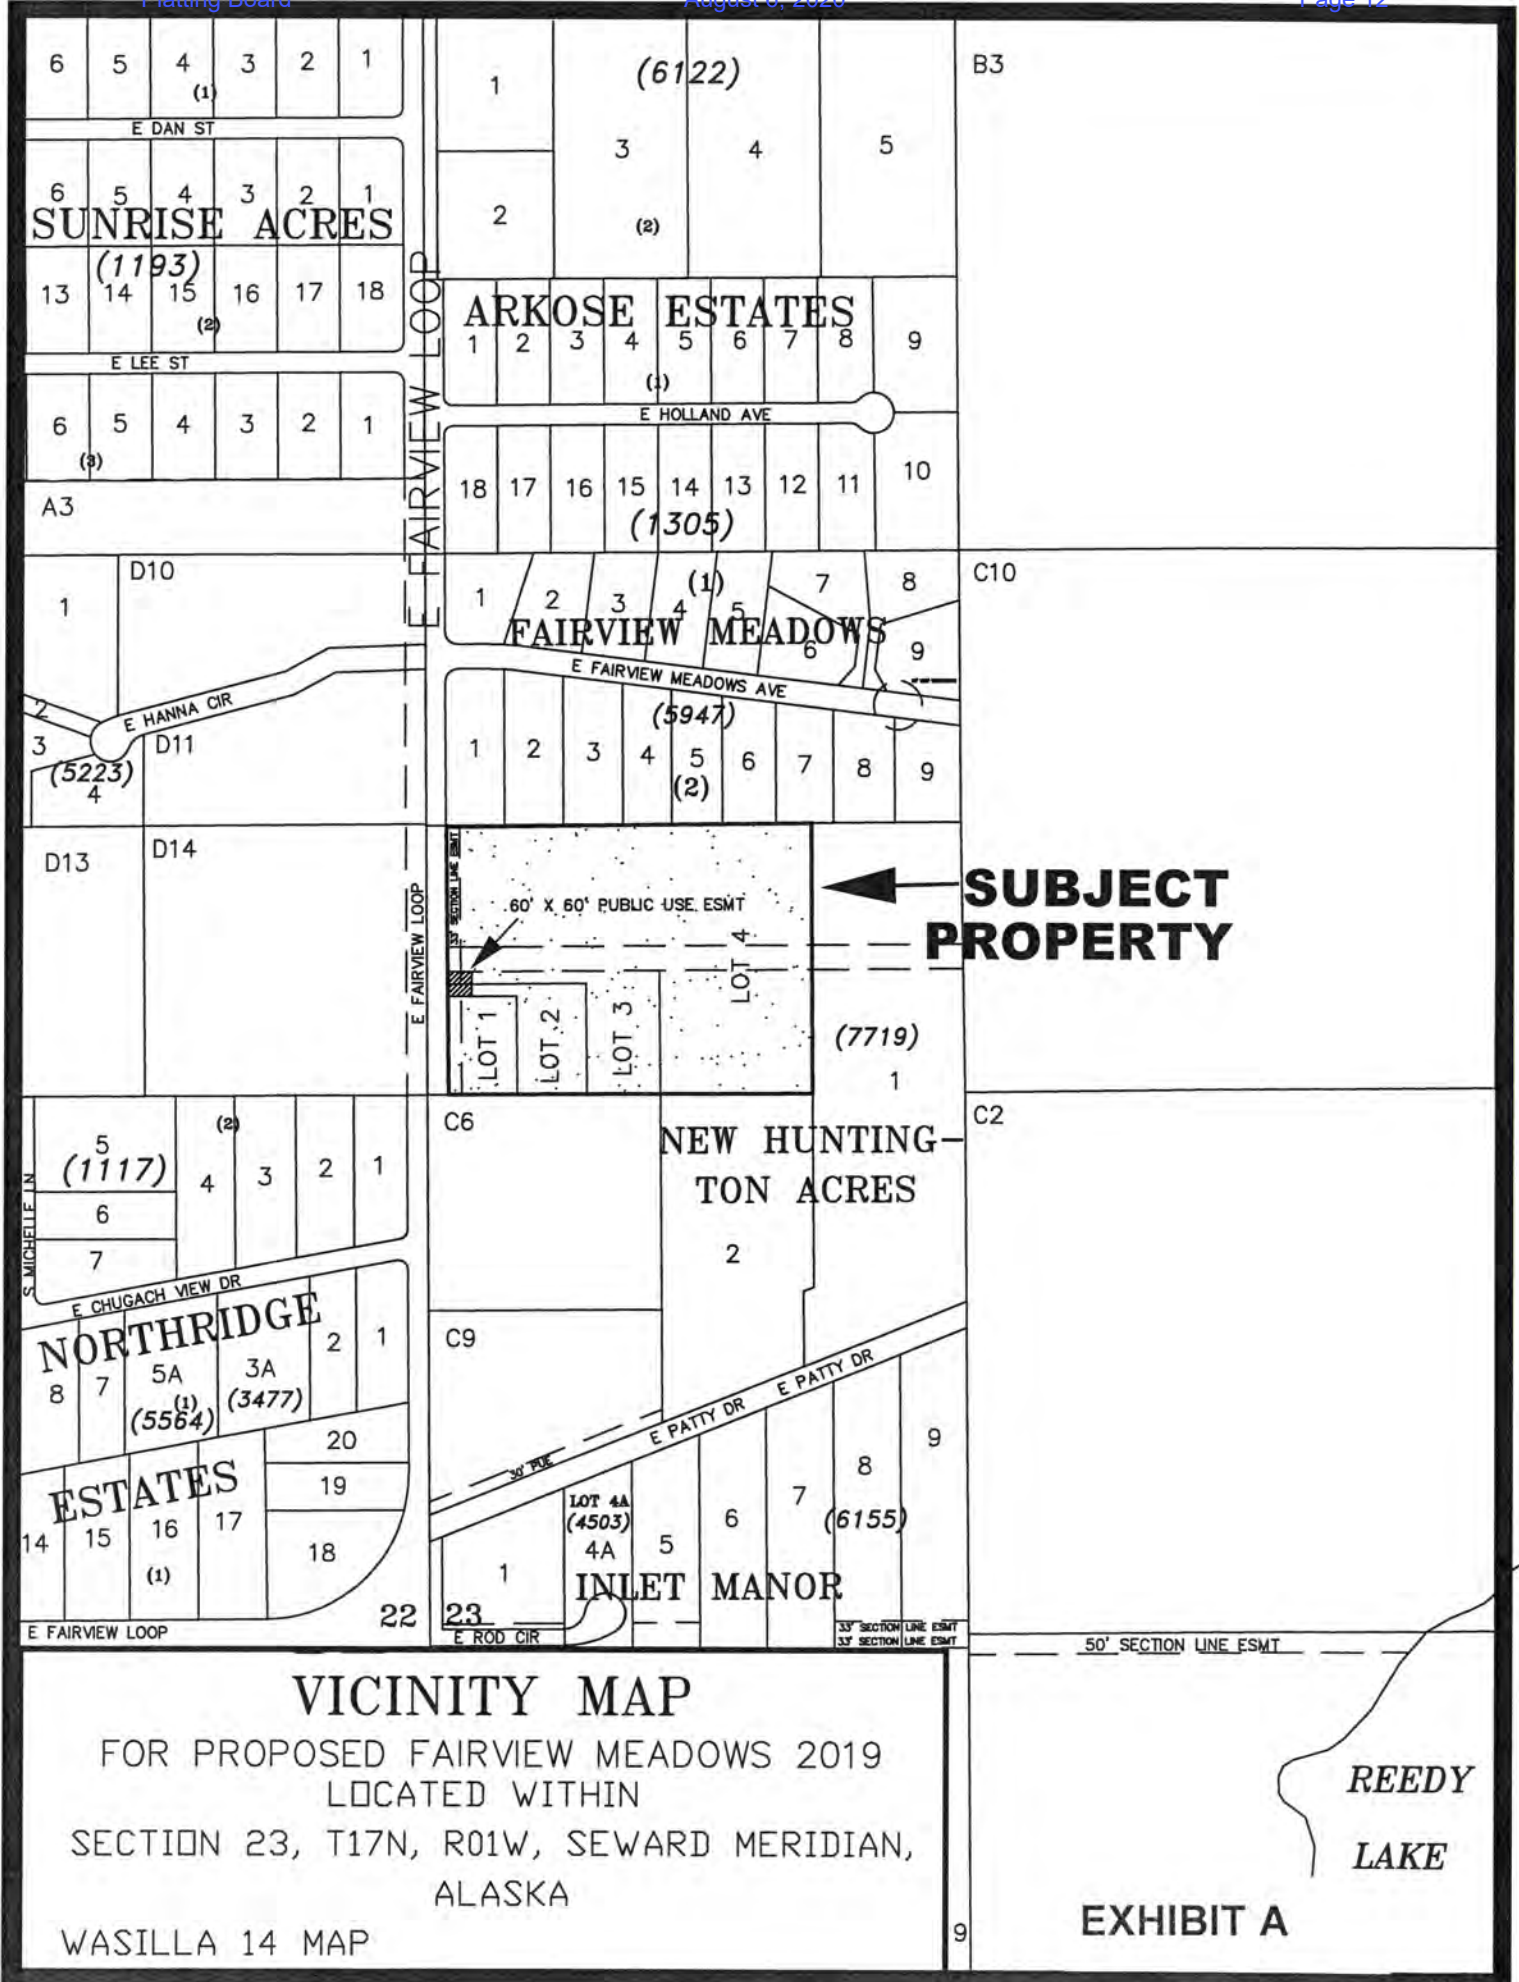 Platting Board August 6, 2020 Page 12
6 5 4 3 2 1
(1)
E DAN ST
6 5 4 3 2 1
SUNRISE ACRES
(1193)
13 14 15 16 17 18
(2)
E LEE ST
6 5 4 3 2 1
(3)
A3
E FAIRVIEW LOOP
1
(6122)
3 4 5
2
(2)
B3
ARKOSE ESTATES
1 2 3 4 5 6 7 8 9
(1)
E HOLLAND AVE
18 17 16 15 14 13 12 11 10
(1305)
D10
1
2
E HANNA CIR
3
D11
(5223)
4
(1)
1 2 3 4 5 7 8
FAIRVIEW MEADOWS
6 9
E FAIRVIEW MEADOWS AVE
(5947)
1 2 3 4 5 6 7 8 9
(2)
C10
D13
D14
E FAIRVIEW LOOP
33' SECTION LINE ESMT
60' X 60' PUBLIC USE ESMT
SUBJECT
PROPERTY
LOT 1
LOT 2
LOT 3
LOT 4
(7719)
1
C6
C2
NEW HUNTING-
TON ACRES
2
(2)
5
(1117)
4 3 2 1
6
7
S MICHELLE LN
E CHUGACH VIEW DR
NORTHRIDGE
2 1
8 7 5A 3A
(1)
(5564)
(3477)
20
ESTATES
19
14 15 16 17
18
(1)
E FAIRVIEW LOOP
22 23
C9
E PATTY DR
E PATTY DR
30' PUE
LOT 4A
(4503)
4A
1 5 6 7 8 9
(6155)
INLET MANOR
E ROD CIR
33' SECTION LINE ESMT
33' SECTION LINE ESMT
50' SECTION LINE ESMT
VICINITY MAP
FOR PROPOSED FAIRVIEW MEADOWS 2019
LOCATED WITHIN
SECTION 23, T17N, R01W, SEWARD MERIDIAN,
ALASKA
WASILLA 14 MAP
9
REEDY
LAKE
EXHIBIT A